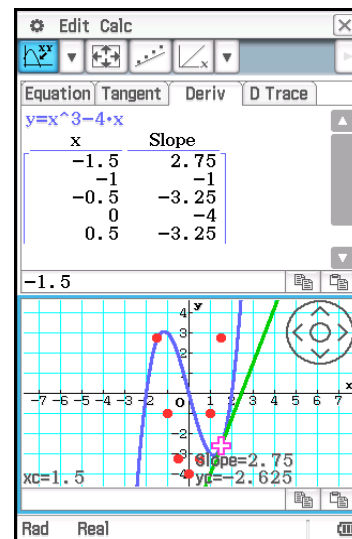 Edit Calc
Equation Tangent Deriv D Trace
y=x^3-4·x
x Slope
-1.5 2.75
-1 -1
-0.5 -3.25
0 -4
0.5 -3.25
-1.5
y
4
3
2
1
-7 -6 -5 -4 -3 -2 -1 O 1 2 3 4 5 6 7 x
-1
-2
-3
-4
Slope=2.75
xc=1.5 yc=-2.625
Rad Real